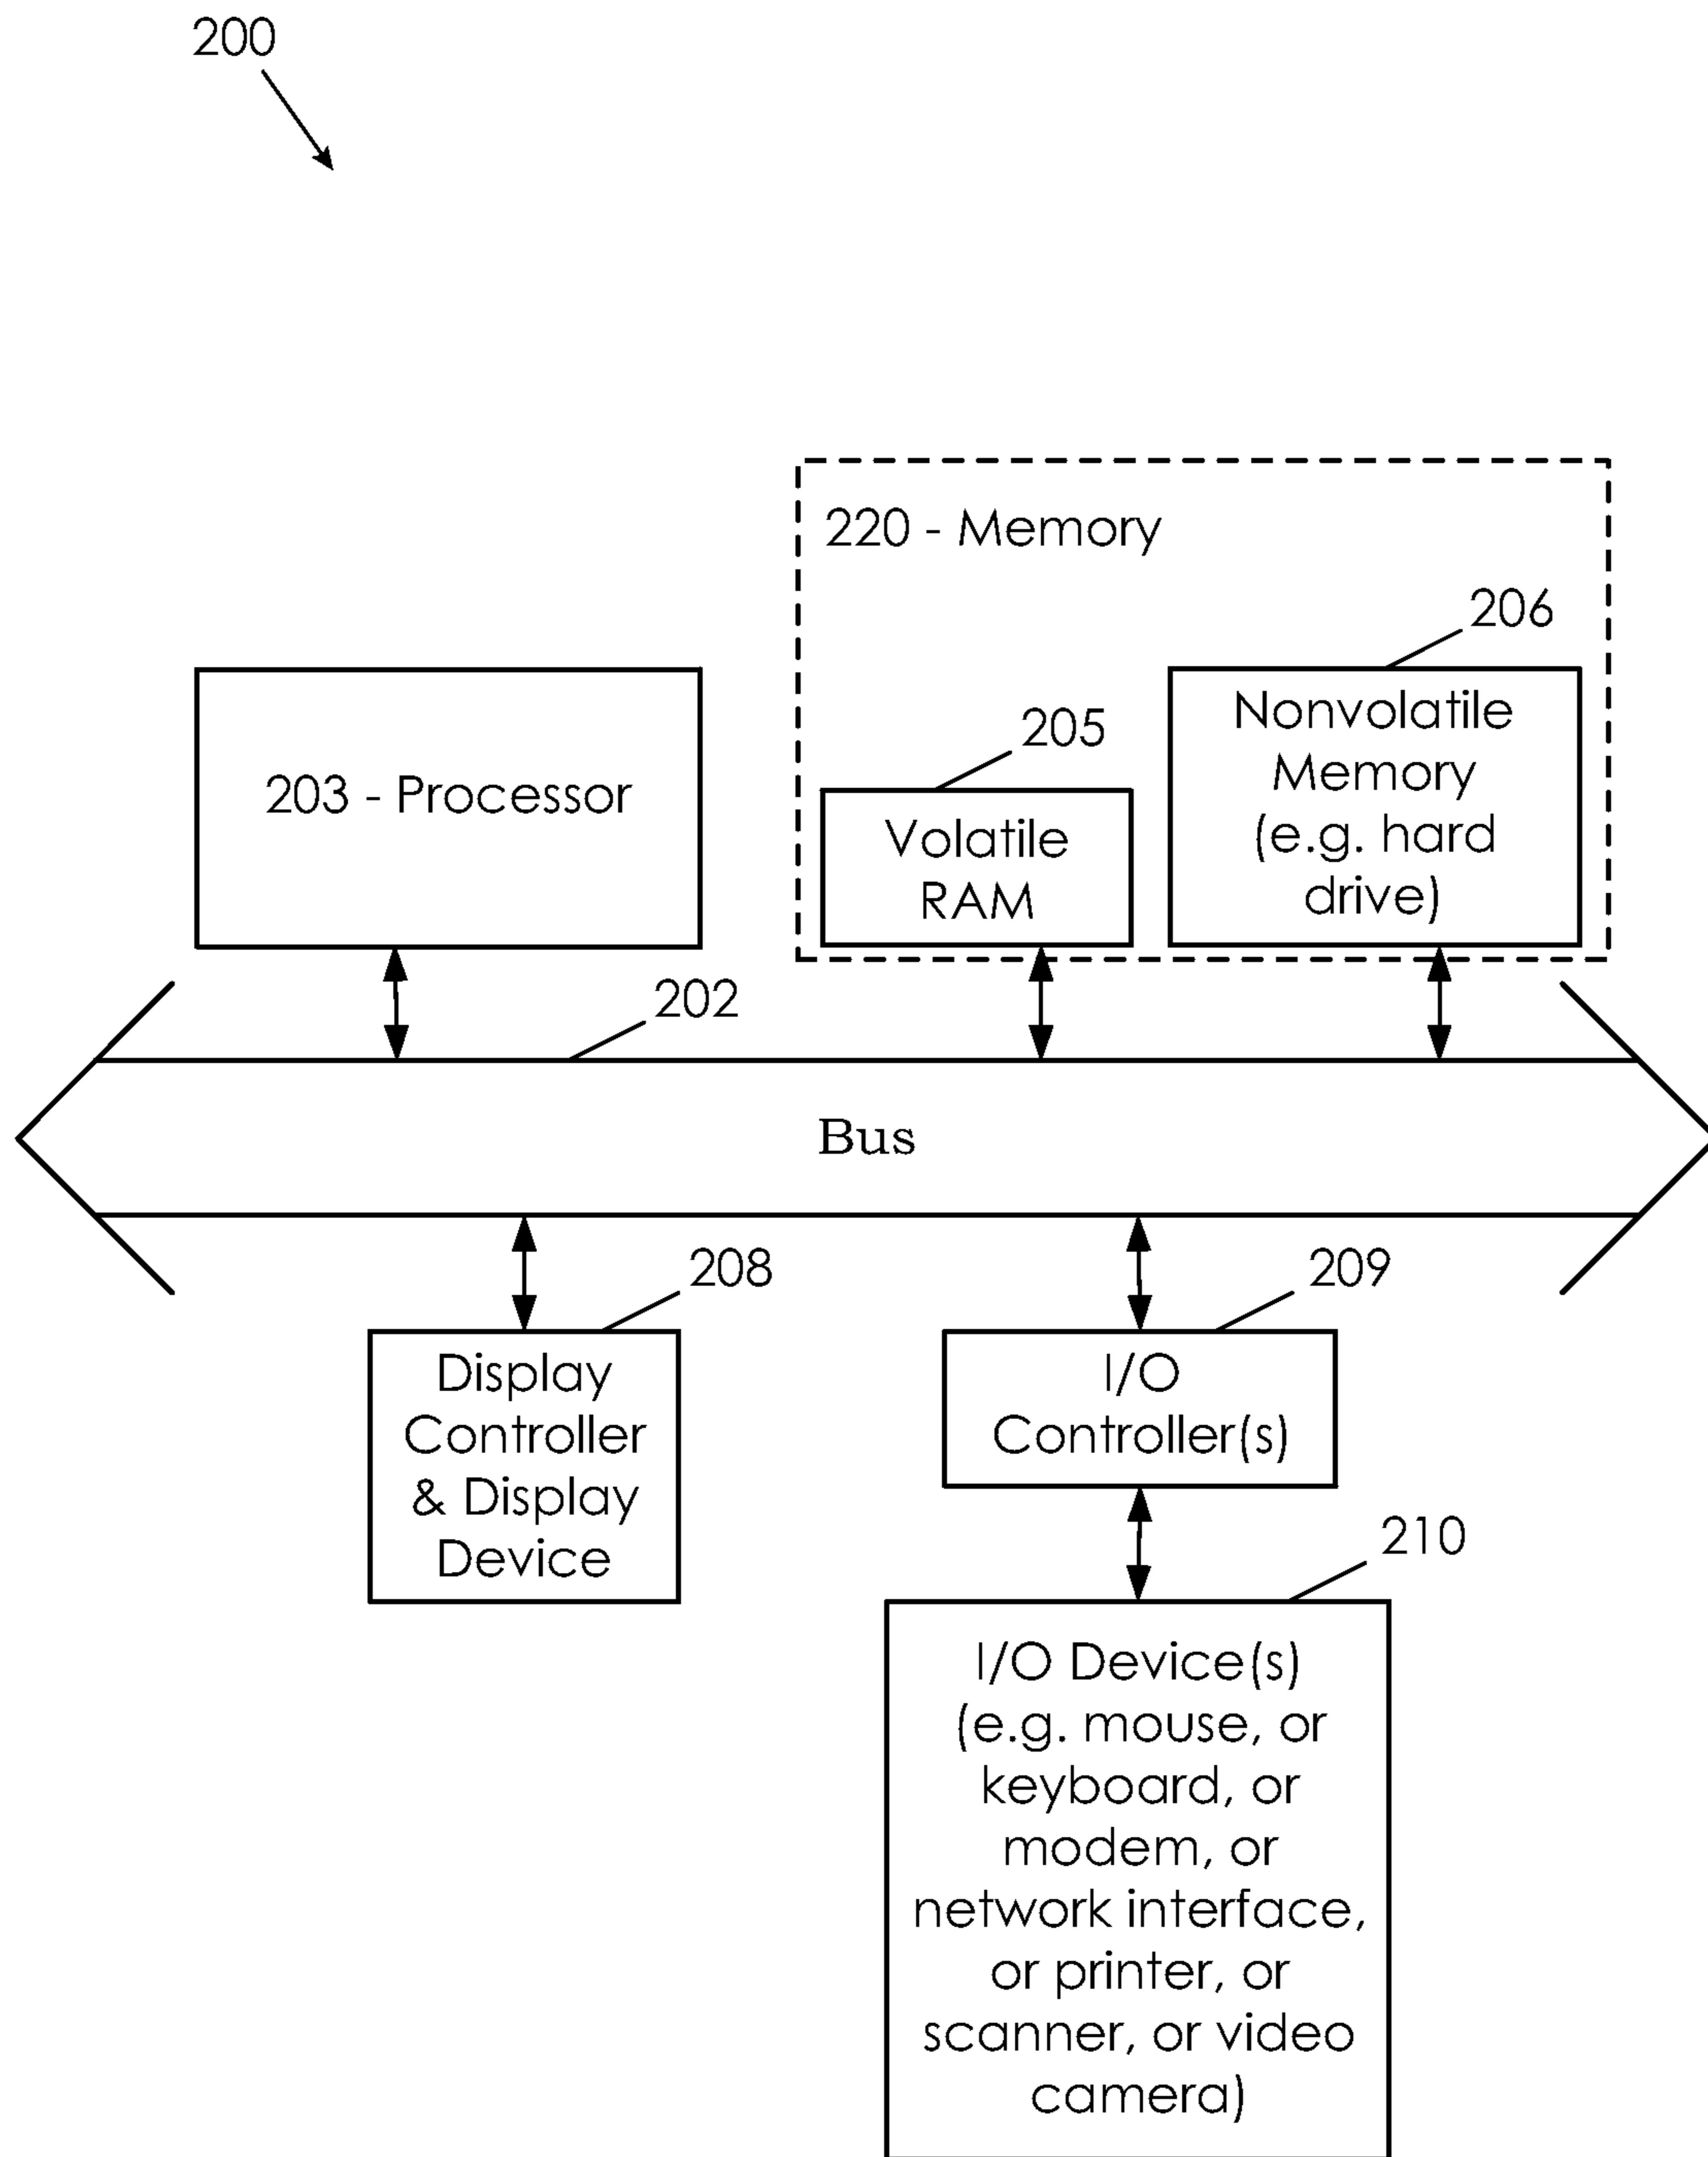 200
220 - Memory
206
Nonvolatile
Memory
(e.g. hard
drive)
205
Volatile
RAM
203 - Processor
202
Bus
208
Display
Controller
& Display
Device
209
I/O
Controller(s)
210
I/O Device(s)
(e.g. mouse, or
keyboard, or
modem, or
network interface,
or printer, or
scanner, or video
camera)